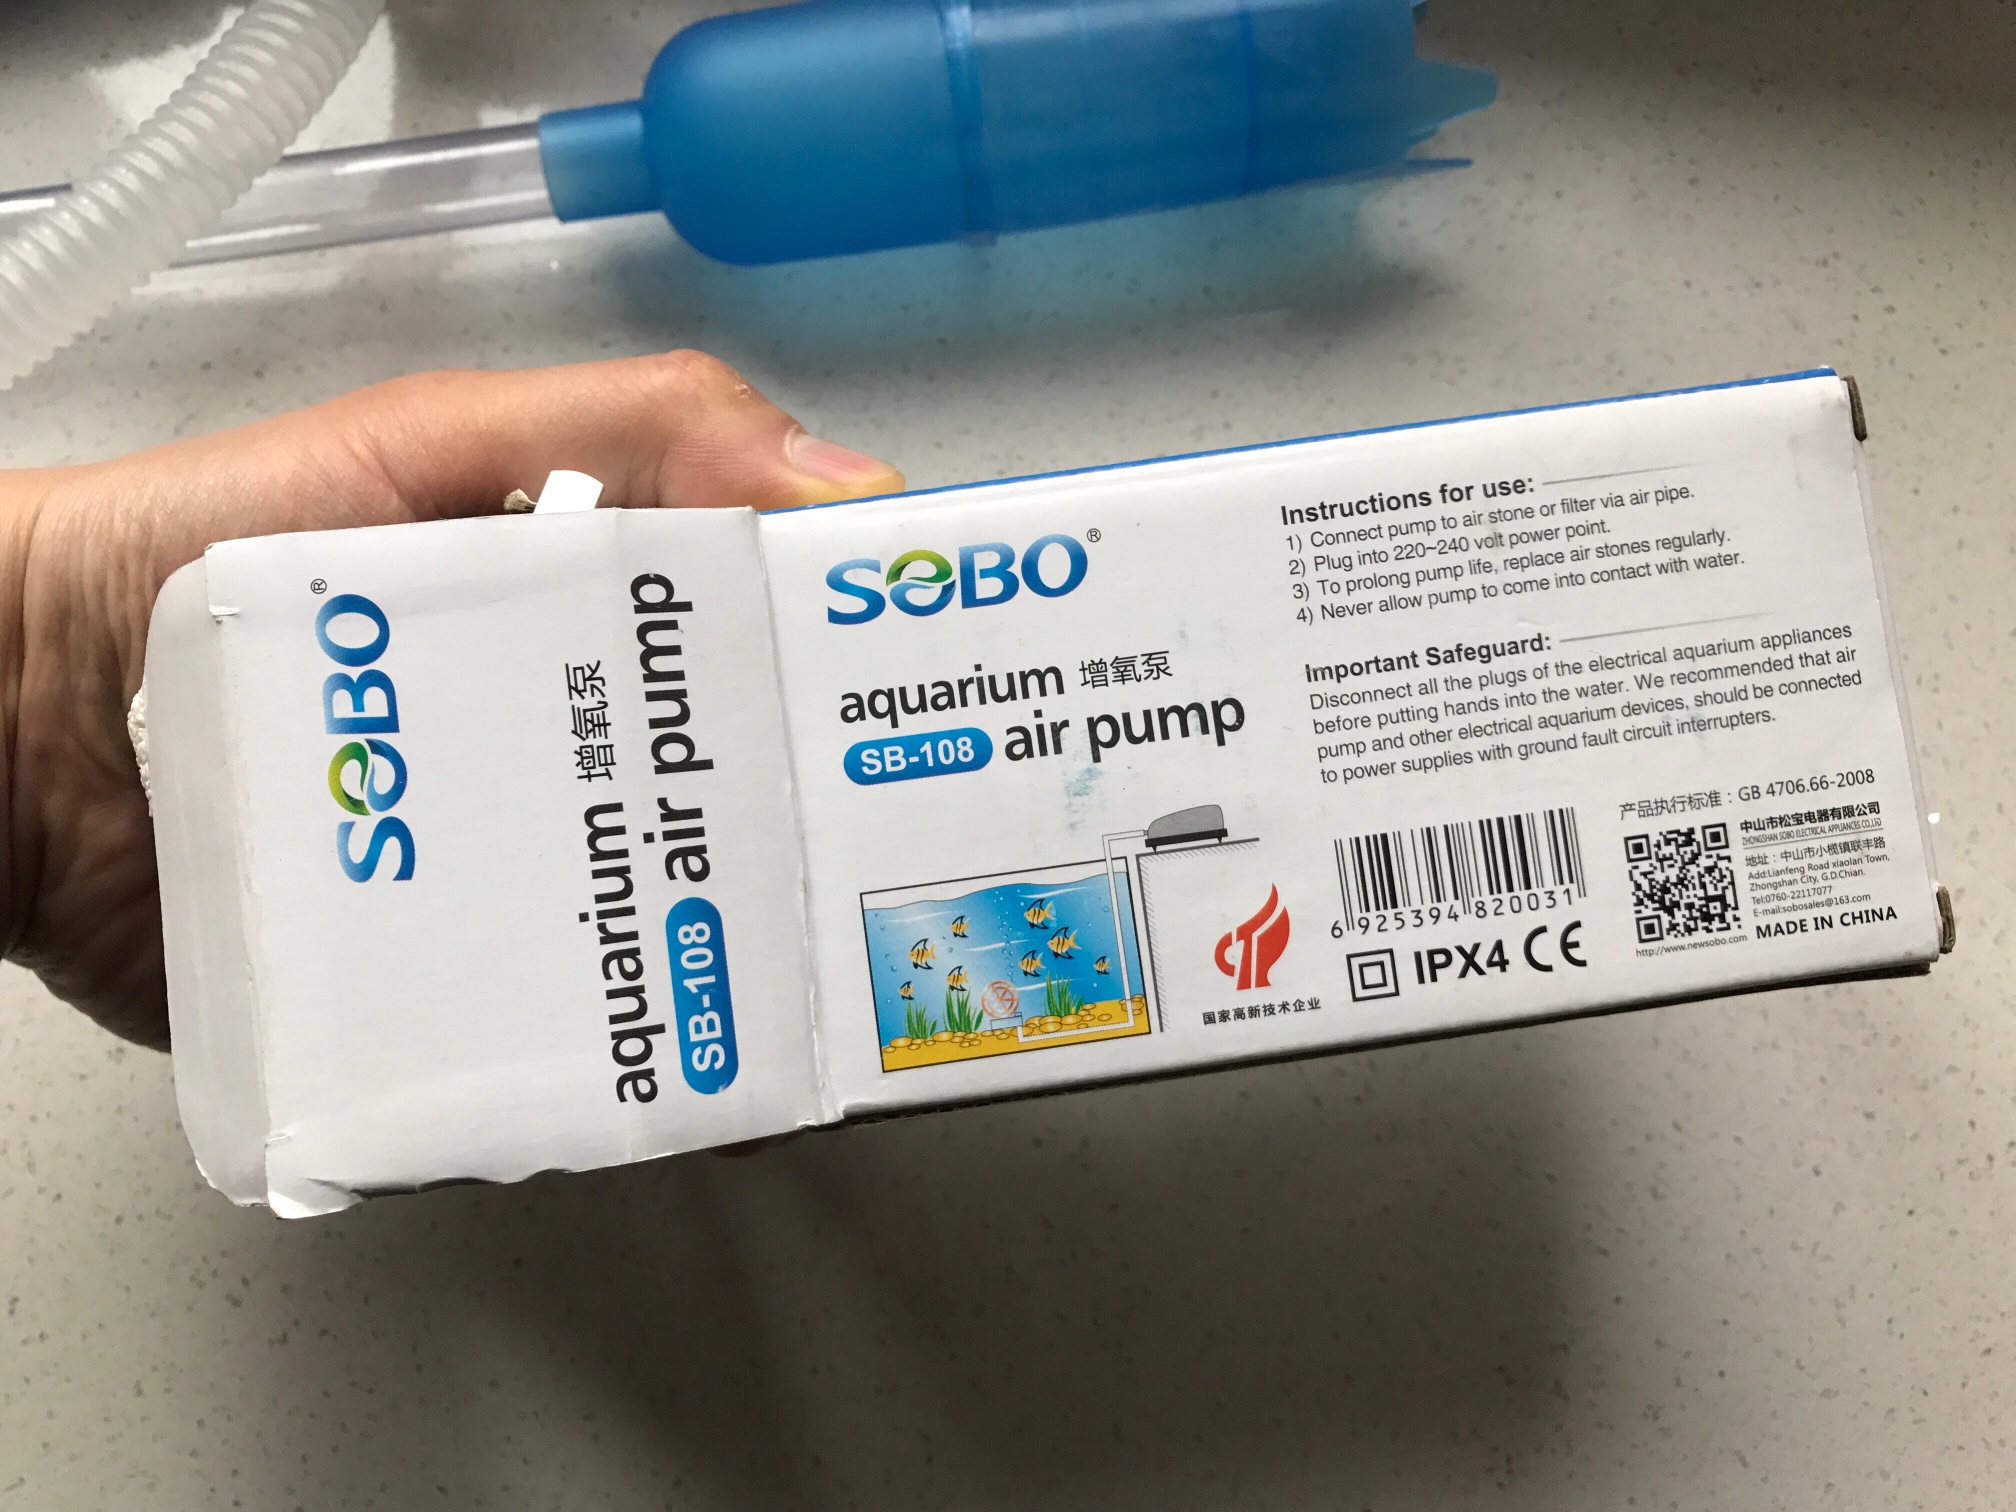 SOBO®
aquarium 增氧泵
SB-108 air pump
SOBO®
aquarium 增氧泵
SB-108 air pump
Instructions for use:
1) Connect pump to air stone or filter via air pipe.
2) Plug into 220~240 volt power point.
3) To prolong pump life, replace air stones regularly.
4) Never allow pump to come into contact with water.
Important Safeguard:
Disconnect all the plugs of the electrical aquarium appliances
before putting hands into the water. We recommended that air
pump and other electrical aquarium devices, should be connected
to power supplies with ground fault circuit interrupters.
国家高新技术企业
6 925394 820031
IPX4 CE
产品执行标准：GB 4706.66-2008
中山市松宝电器有限公司
ZHONGSHAN SOBO ELECTRICAL APPLIANCES CO.LTD
地址：中山市小榄镇联丰路
Add:Lianfeng Road xiaolan Town,
Zhongshan City, G.D.Chian.
Tel:0760-22117077
E-mail:sobosales@163.com
http://www.newsobo.com
MADE IN CHINA